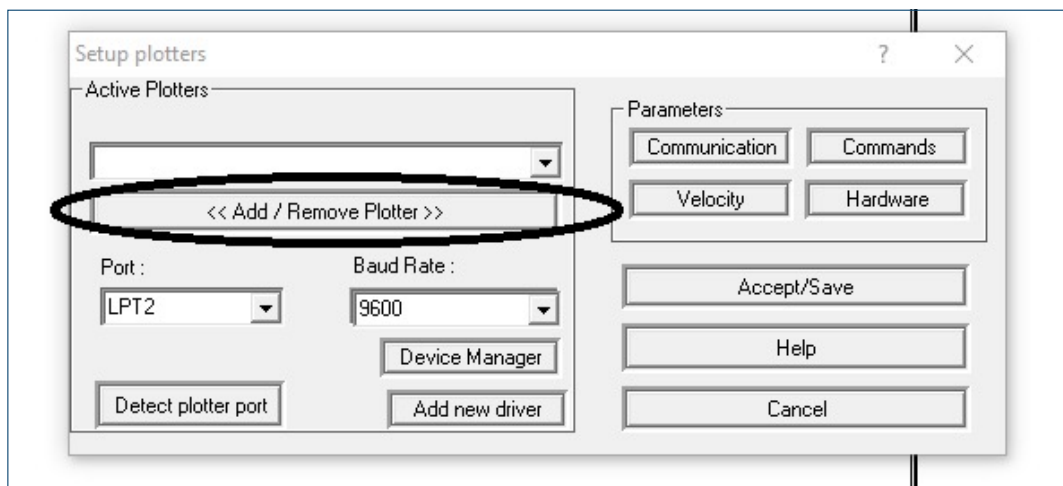 Setup plotters
?
Active Plotters
<< Add / Remove Plotter >>
Port :
Baud Rate :
LPT2
9600
Device Manager
Detect plotter port
Add new driver
Parameters
Communication
Commands
Velocity
Hardware
Accept/Save
Help
Cancel